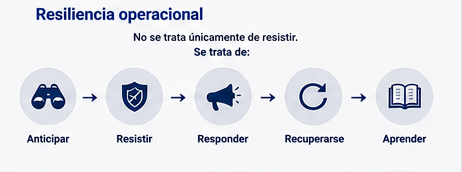 Resiliencia operacional
No se trata únicamente de resistir.
Se trata de:
Anticipar
Resistir
Responder
Recuperarse
Aprender